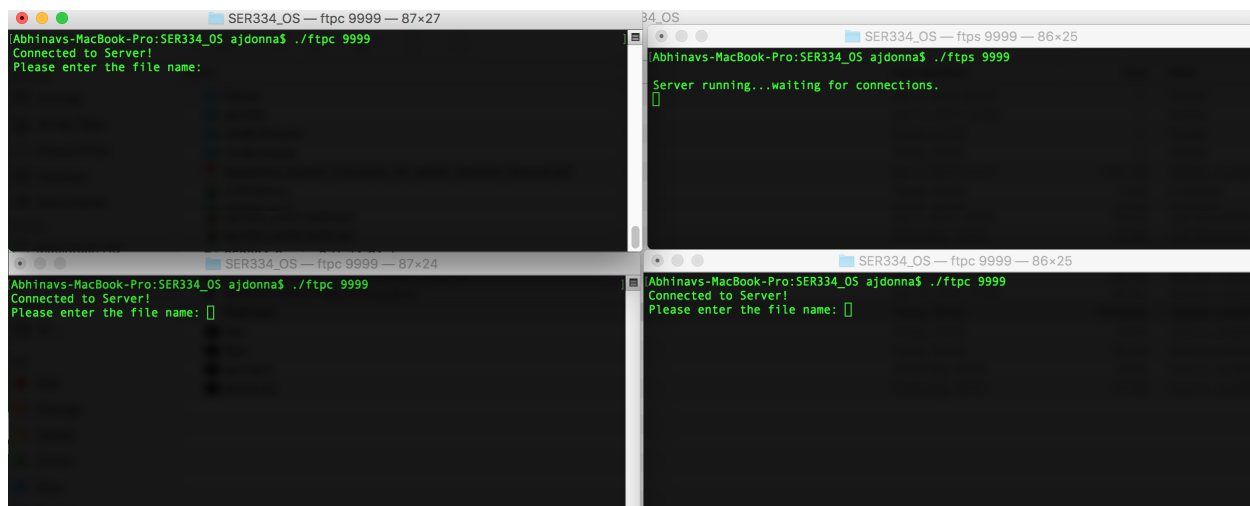 SER334_OS — ftpc 9999 — 87×27
[Abhinavs-MacBook-Pro:SER334_OS ajdonna$ ./ftpc 9999 ]
Connected to Server!
Please enter the file name:
34_OS
SER334_OS — ftps 9999 — 86×25
[Abhinavs-MacBook-Pro:SER334_OS ajdonna$ ./ftps 9999
Server running...waiting for connections.
SER334_OS — ftpc 9999 — 87×24
[Abhinavs-MacBook-Pro:SER334_OS ajdonna$ ./ftpc 9999 ]
Connected to Server!
Please enter the file name:
SER334_OS — ftpc 9999 — 86×25
[Abhinavs-MacBook-Pro:SER334_OS ajdonna$ ./ftpc 9999
Connected to Server!
Please enter the file name: